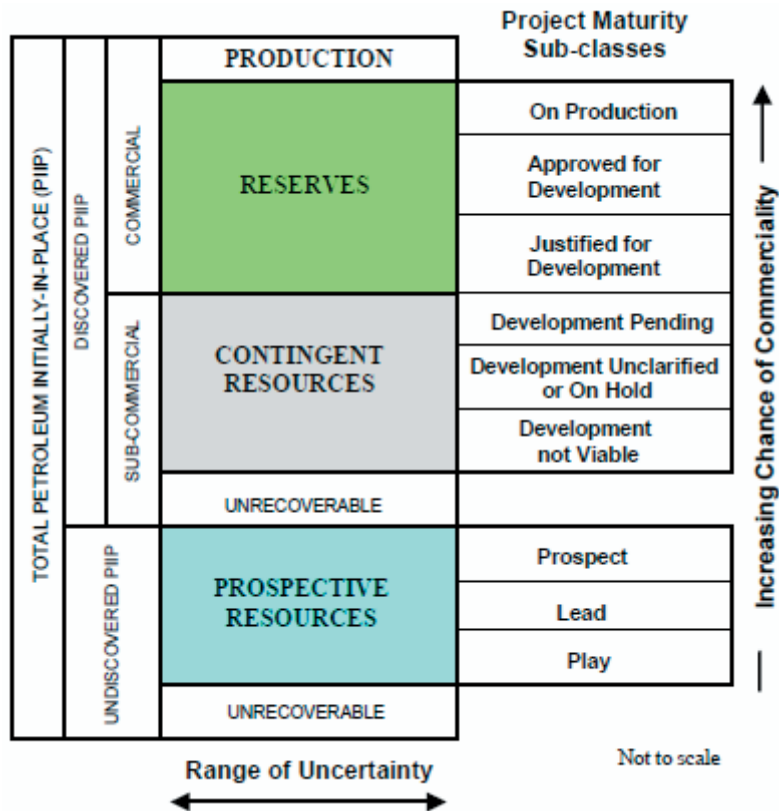 Project Maturity
Sub-classes
TOTAL PETROLEUM INITIALLY-IN-PLACE (PIIP)
DISCOVERED PIIP
COMMERCIAL
PRODUCTION
RESERVES
On Production
Approved for
Development
Justified for
Development
SUB-COMMERCIAL
CONTINGENT
RESOURCES
Development Pending
Development Unclarified
or On Hold
Development
not Viable
UNRECOVERABLE
UNDISCOVERED PIIP
PROSPECTIVE
RESOURCES
Prospect
Lead
Play
UNRECOVERABLE
Increasing Chance of Commerciality
Range of Uncertainty
Not to scale